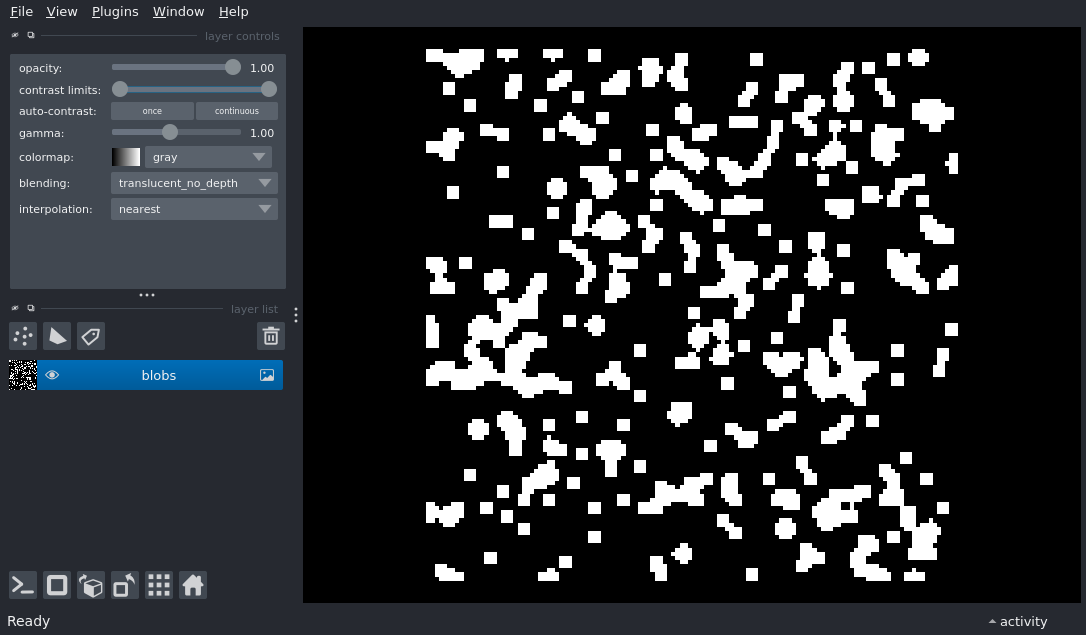 File View Plugins Window Help
layer controls
opacity: 1.00
contrast limits:
auto-contrast: once continuous
gamma: 1.00
colormap: gray
blending: translucent_no_depth
interpolation: nearest
layer list
blobs
Ready
activity